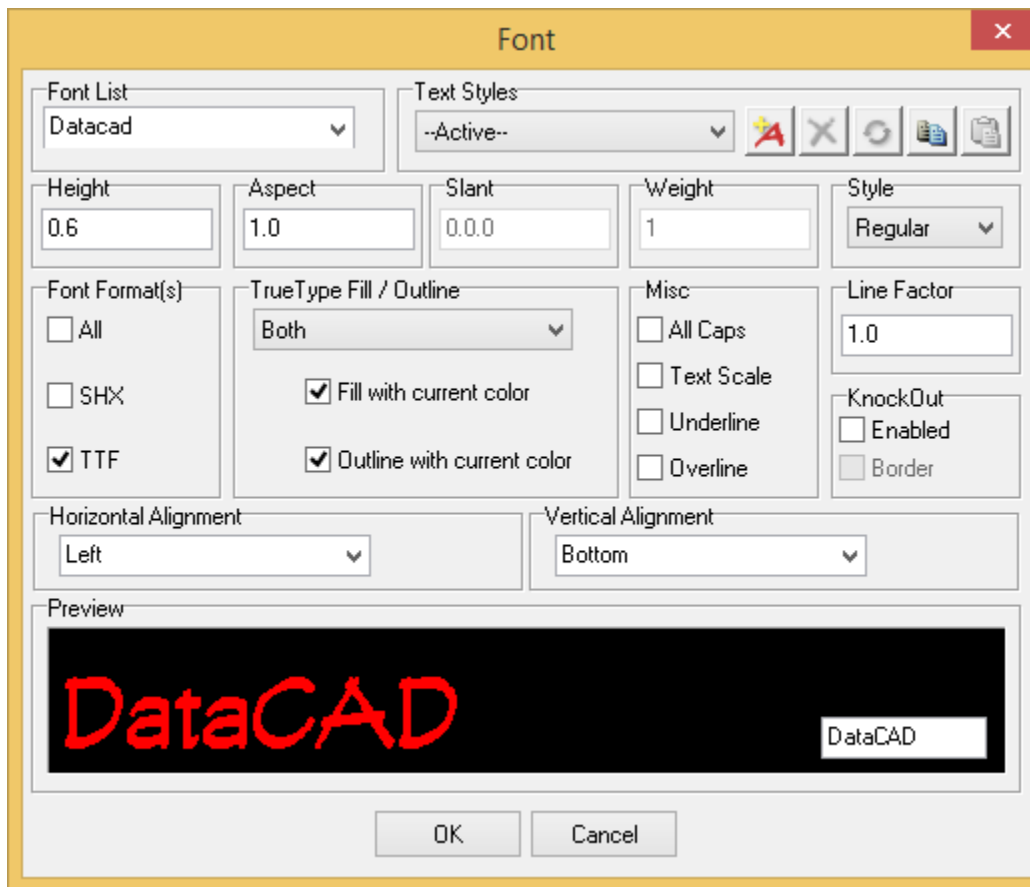 Font
Font List
Text Styles
Datacad
--Active--
Height
Aspect
Slant
Weight
Style
0.6
1.0
0.0.0
1
Regular
Font Format(s)
TrueType Fill / Outline
Misc
Line Factor
All
Both
All Caps
1.0
SHX
Fill with current color
Text Scale
KnockOut
Underline
Enabled
TTF
Outline with current color
Overline
Border
Horizontal Alignment
Vertical Alignment
Left
Bottom
Preview
DataCAD
DataCAD
OK
Cancel